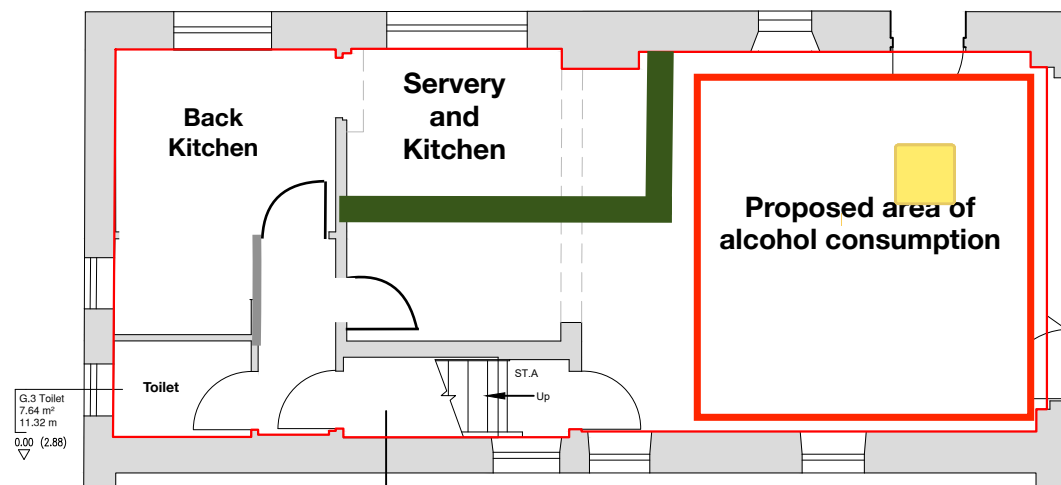 Back
Kitchen
Servery
and
Kitchen
Proposed area of
alcohol consumption
Toilet
ST.A
Up
G.3 Toilet
7.64 m²
11.32 m
0.00 (2.88)